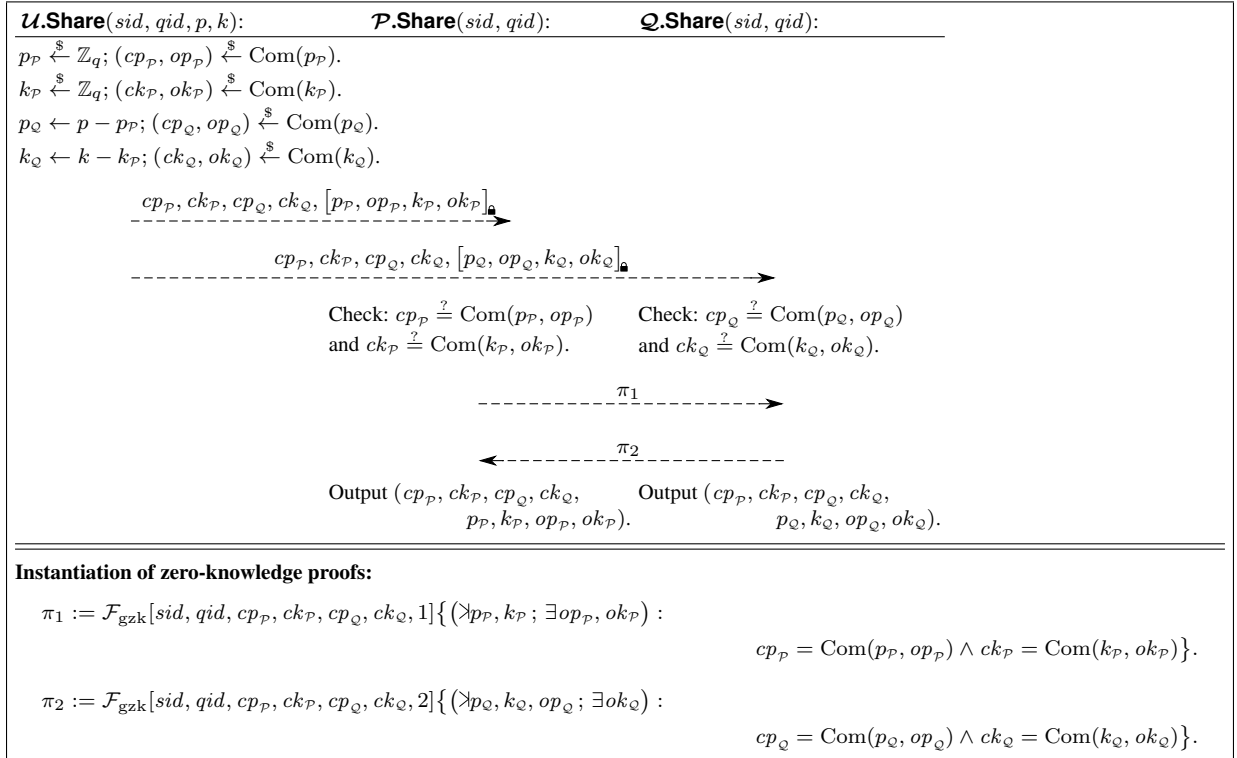 𝓤.Share(sid, qid, p, k): 𝓟.Share(sid, qid): 𝓠.Share(sid, qid):
p_𝒫 ←$ ℤ_q; (cp_𝒫, op_𝒫) ←$ Com(p_𝒫).
k_𝒫 ←$ ℤ_q; (ck_𝒫, ok_𝒫) ←$ Com(k_𝒫).
p_𝒬 ← p − p_𝒫; (cp_𝒬, op_𝒬) ←$ Com(p_𝒬).
k_𝒬 ← k − k_𝒫; (ck_𝒬, ok_𝒬) ←$ Com(k_𝒬).
cp_𝒫, ck_𝒫, cp_𝒬, ck_𝒬, [p_𝒫, op_𝒫, k_𝒫, ok_𝒫]🔒
cp_𝒫, ck_𝒫, cp_𝒬, ck_𝒬, [p_𝒬, op_𝒬, k_𝒬, ok_𝒬]🔒
Check: cp_𝒫 ≟ Com(p_𝒫, op_𝒫) Check: cp_𝒬 ≟ Com(p_𝒬, op_𝒬)
and ck_𝒫 ≟ Com(k_𝒫, ok_𝒫). and ck_𝒬 ≟ Com(k_𝒬, ok_𝒬).
π₁
π₂
Output (cp_𝒫, ck_𝒫, cp_𝒬, ck_𝒬, Output (cp_𝒫, ck_𝒫, cp_𝒬, ck_𝒬,
p_𝒫, k_𝒫, op_𝒫, ok_𝒫). p_𝒬, k_𝒬, op_𝒬, ok_𝒬).
Instantiation of zero-knowledge proofs:
π₁ := ℱ_gzk[sid, qid, cp_𝒫, ck_𝒫, cp_𝒬, ck_𝒬, 1]{(⋋p_𝒫, k_𝒫 ; ∃op_𝒫, ok_𝒫) :
cp_𝒫 = Com(p_𝒫, op_𝒫) ∧ ck_𝒫 = Com(k_𝒫, ok_𝒫)}.
π₂ := ℱ_gzk[sid, qid, cp_𝒫, ck_𝒫, cp_𝒬, ck_𝒬, 2]{(⋋p_𝒬, k_𝒬, op_𝒬 ; ∃ok_𝒬) :
cp_𝒬 = Com(p_𝒬, op_𝒬) ∧ ck_𝒬 = Com(k_𝒬, ok_𝒬)}.